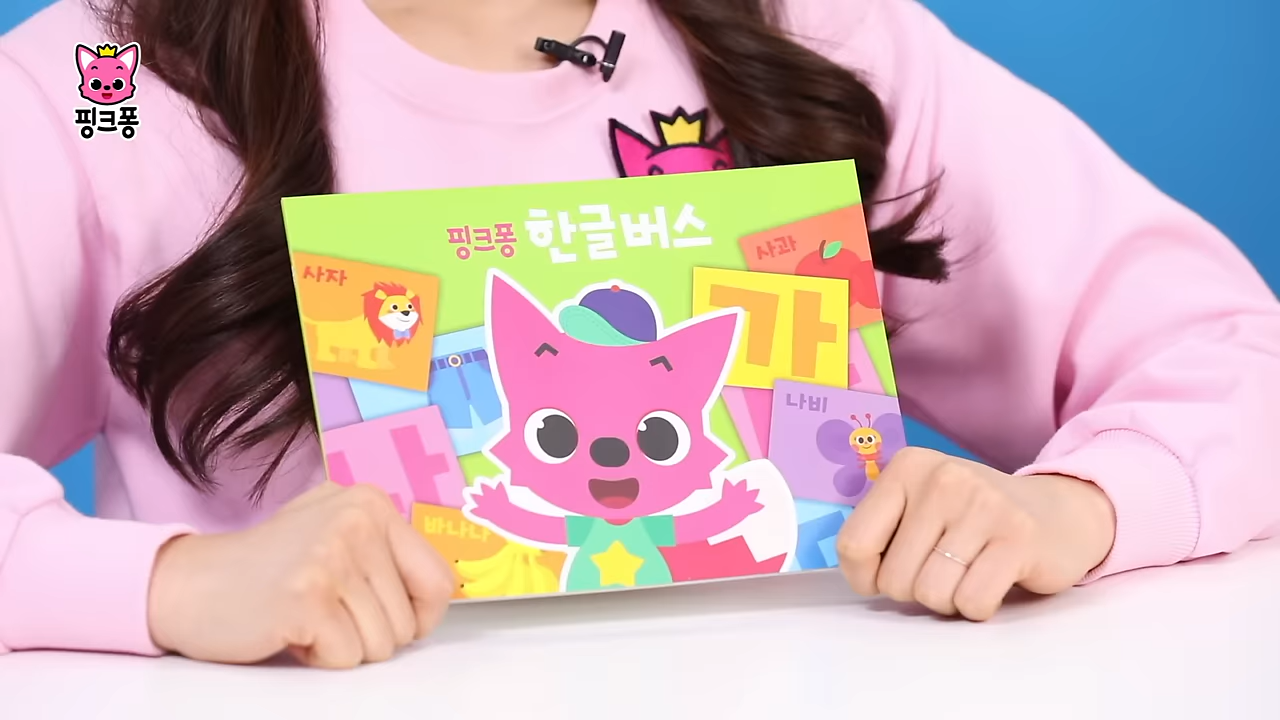 핑크퐁
핑크퐁 한글버스
사자
사과
가
나비
나
바나나